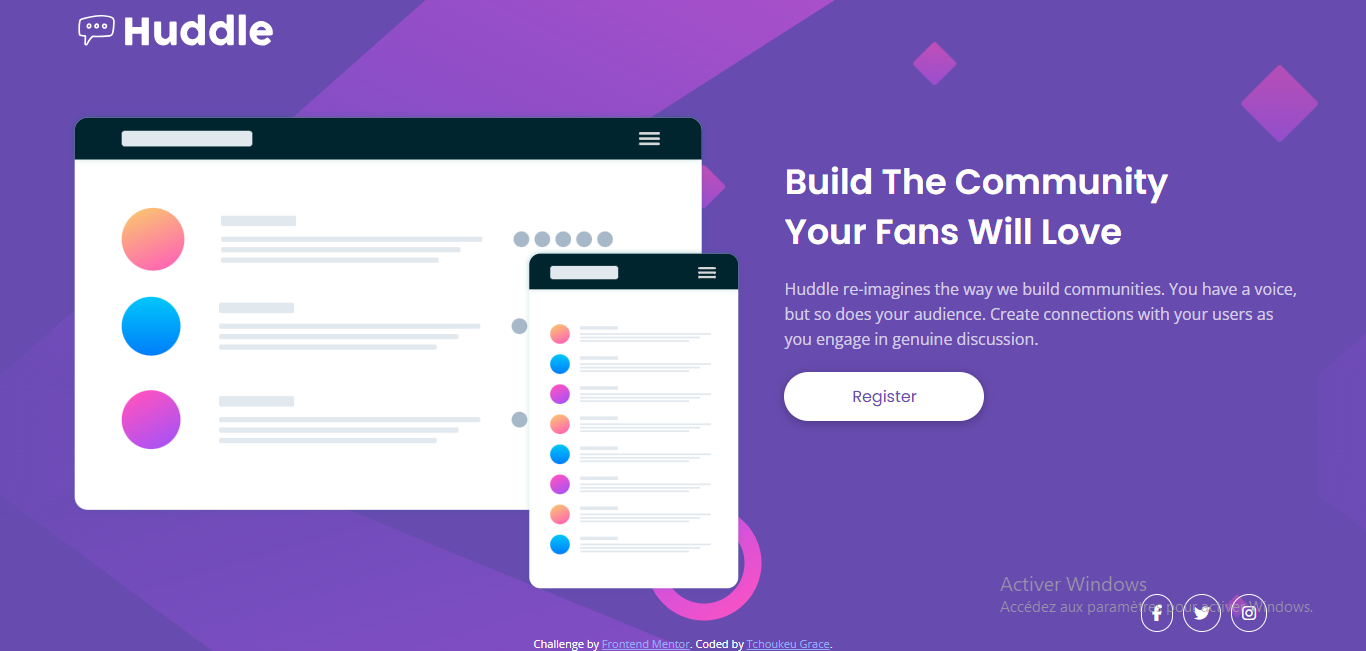 Huddle
Build The Community
Your Fans Will Love
Huddle re-imagines the way we build communities. You have a voice,
but so does your audience. Create connections with your users as
you engage in genuine discussion.
Register
Activer Windows
Accédez aux paramètres pour activer Windows.
Challenge by Frontend Mentor. Coded by Tchoukeu Grace.